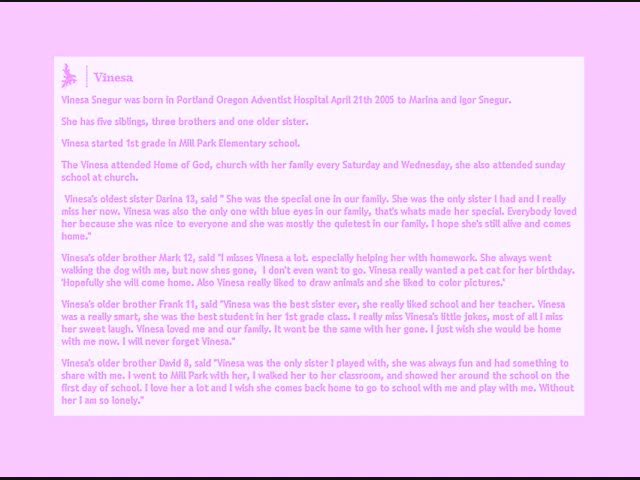 Vinesa
Vinesa Snegur was born in Portland Oregon Adventist Hospital April 21th 2005 to Marina and Igor Snegur.
She has five siblings, three brothers and one older sister.
Vinesa started 1st grade in Mill Park Elementary school.
The Vinesa attended Home of God, church with her family every Saturday and Wednesday, she also attended sunday
school at church.
Vinesa's oldest sister Darina 13, said " She was the special one in our family. She was the only sister I had and I really
miss her now. Vinesa was also the only one with blue eyes in our family, that's whats made her special. Everybody loved
her because she was nice to everyone and she was mostly the quietest in our family. I hope she's still alive and comes
home."
Vinesa's older brother Mark 12, said "I misses Vinesa a lot. especially helping her with homework. She always went
walking the dog with me, but now shes gone,  I don't even want to go. Vinesa really wanted a pet cat for her birthday.
'Hopefully she will come home. Also Vinesa really liked to draw animals and she liked to color pictures."
Vinesa's older brother Frank 11, said "Vinesa was the best sister ever, she really liked school and her teacher. Vinesa
was a really smart, she was the best student in her 1st grade class. I really miss Vinesa's little jokes, most of all I miss
her sweet laugh. Vinesa loved me and our family. It wont be the same with her gone. I just wish she would be home
with me now. I will never forget Vinesa."
Vinesa's older brother David 8, said "Vinesa was the only sister I played with, she was always fun and had something to
share with me. I went to Mill Park with her, I walked her to her classroom, and showed her around the school on the
first day of school. I love her a lot and I wish she comes back home to go to school with me and play with me. Without
her I am so lonely."